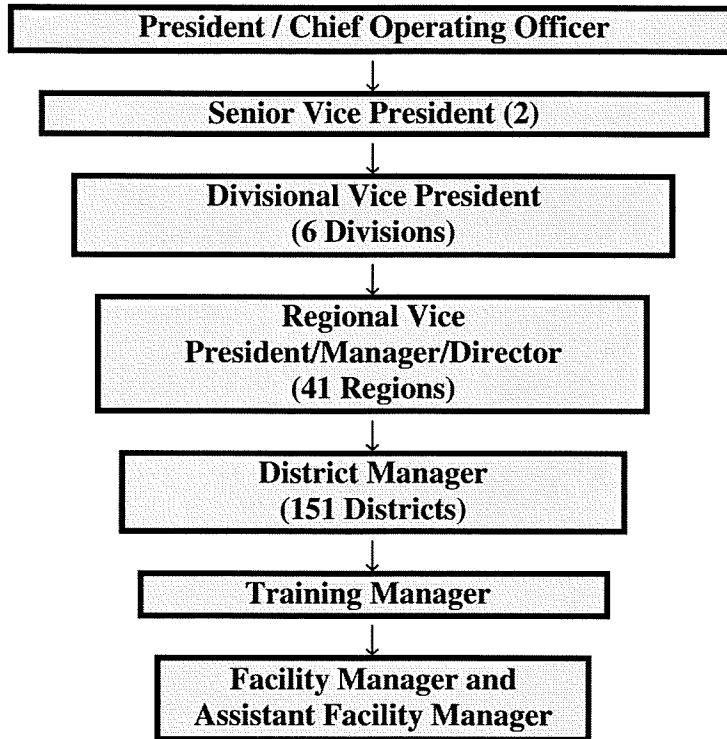 President / Chief Operating Officer
Senior Vice President (2)
Divisional Vice President
(6 Divisions)
Regional Vice
President/Manager/Director
(41 Regions)
District Manager
(151 Districts)
Training Manager
Facility Manager and
Assistant Facility Manager